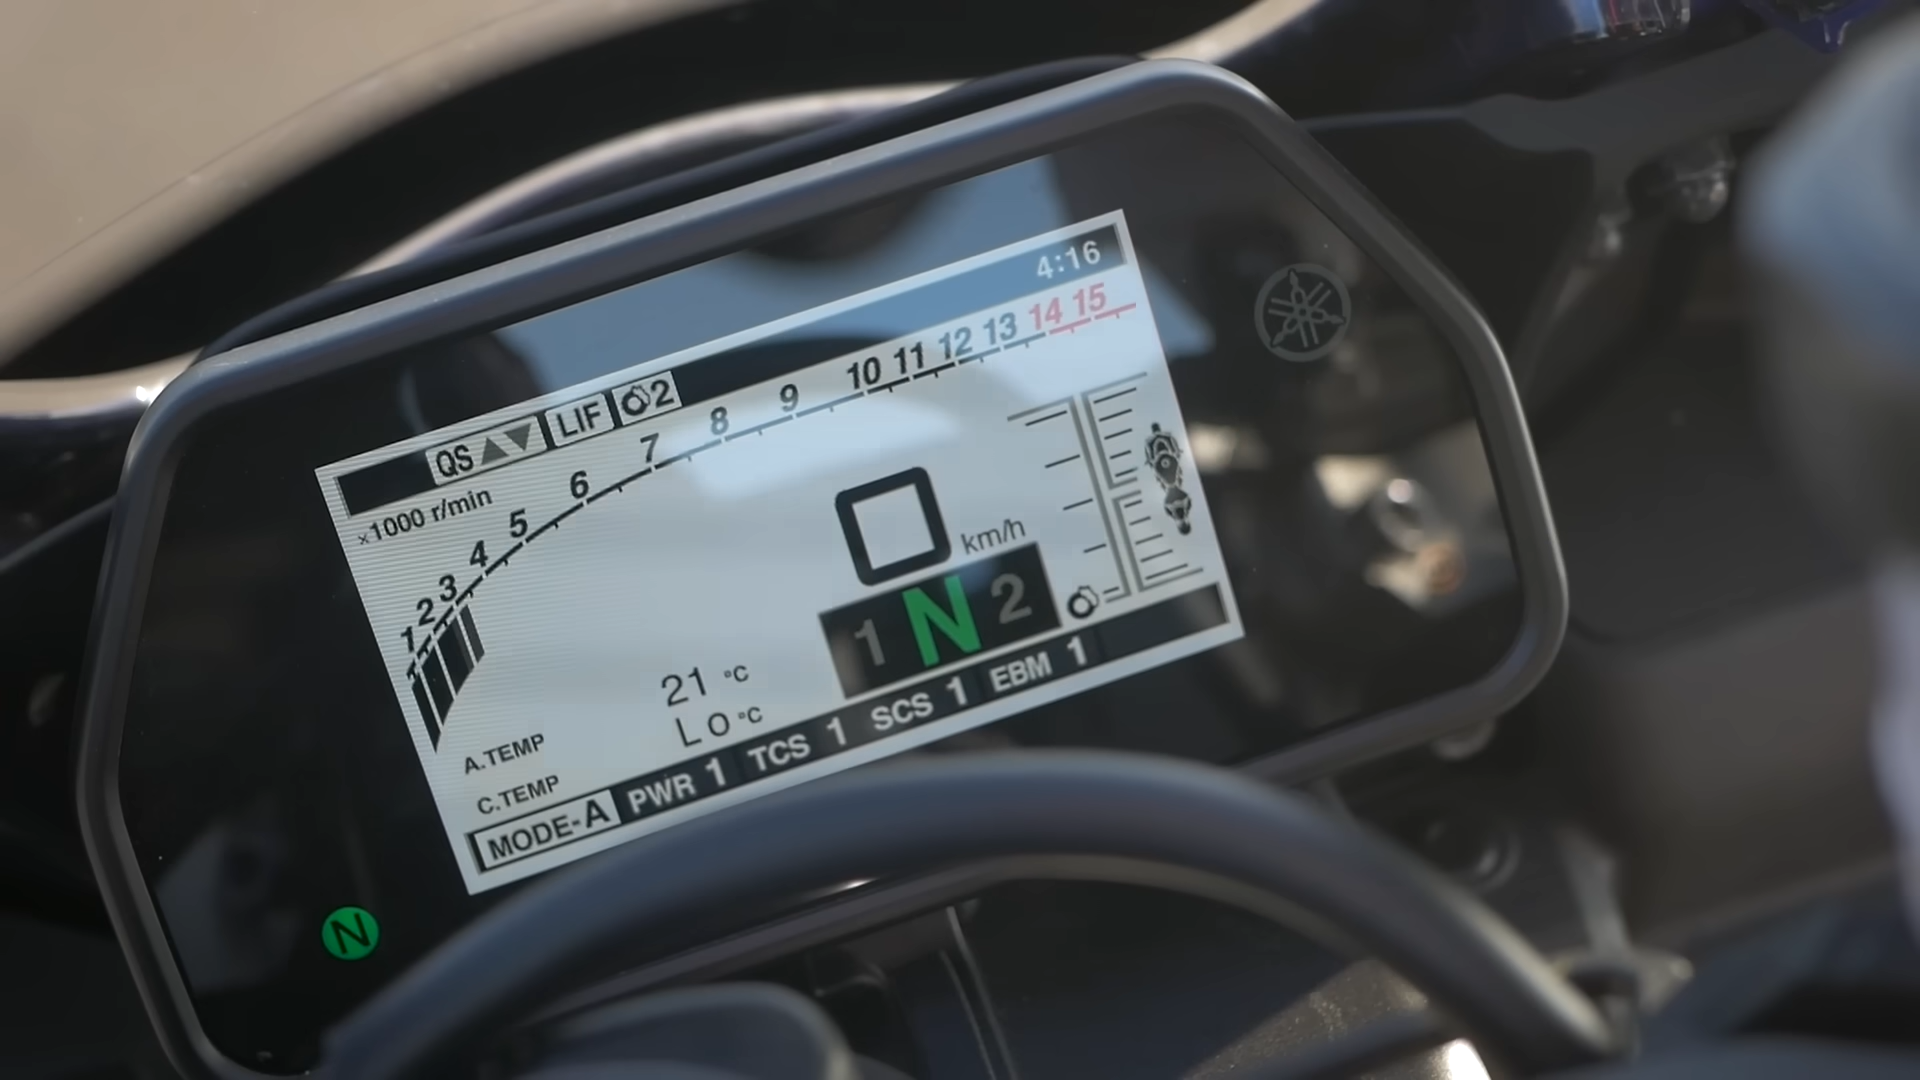 4:16
QS LIF 2
×1000 r/min
1 2 3 4 5 6 7 8 9 10 11 12 13 14 15
0 km/h
1 N 2
A.TEMP 21 °C
C.TEMP Lo °C
MODE-A PWR 1 TCS 1 SCS 1 EBM 1
N